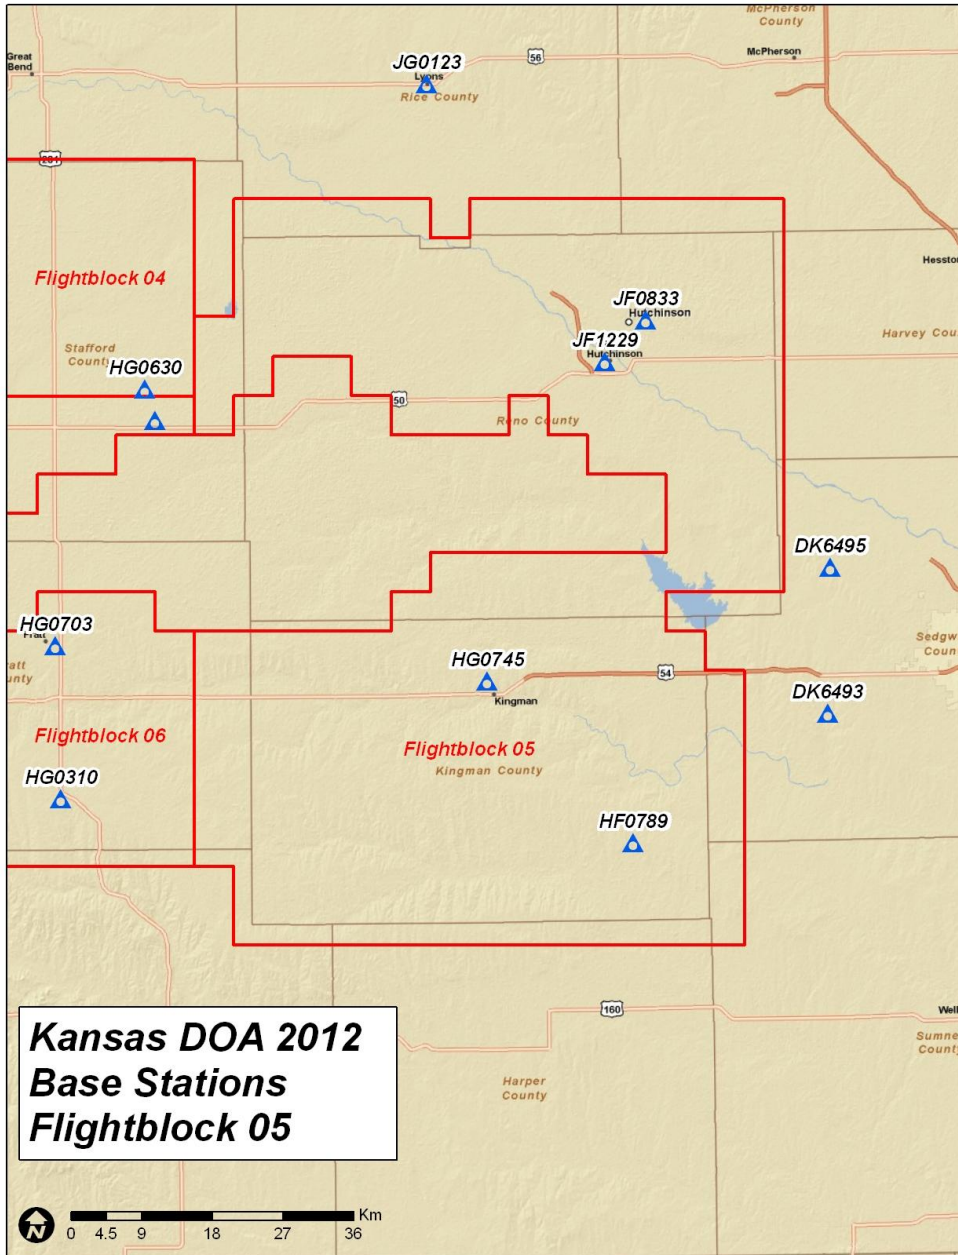 McPherson
County
Great
Bend
56
McPherson
JG0123
Lyons
Rice County
281
Flightblock 04
Hesston
JF0833
Hutchinson
Harvey Cou
Stafford
County
HG0630
JF1229
Hutchinson
50
Reno County
DK6495
HG0703
Pratt
ratt
unty
HG0745
Kingman
54
Sedgw
Coun
DK6493
Flightblock 06
Flightblock 05
Kingman County
HG0310
HF0789
160
Well
Sumne
County
Kansas DOA 2012
Base Stations
Flightblock 05
Harper
County
N
0 4.5 9 18 27 36 Km